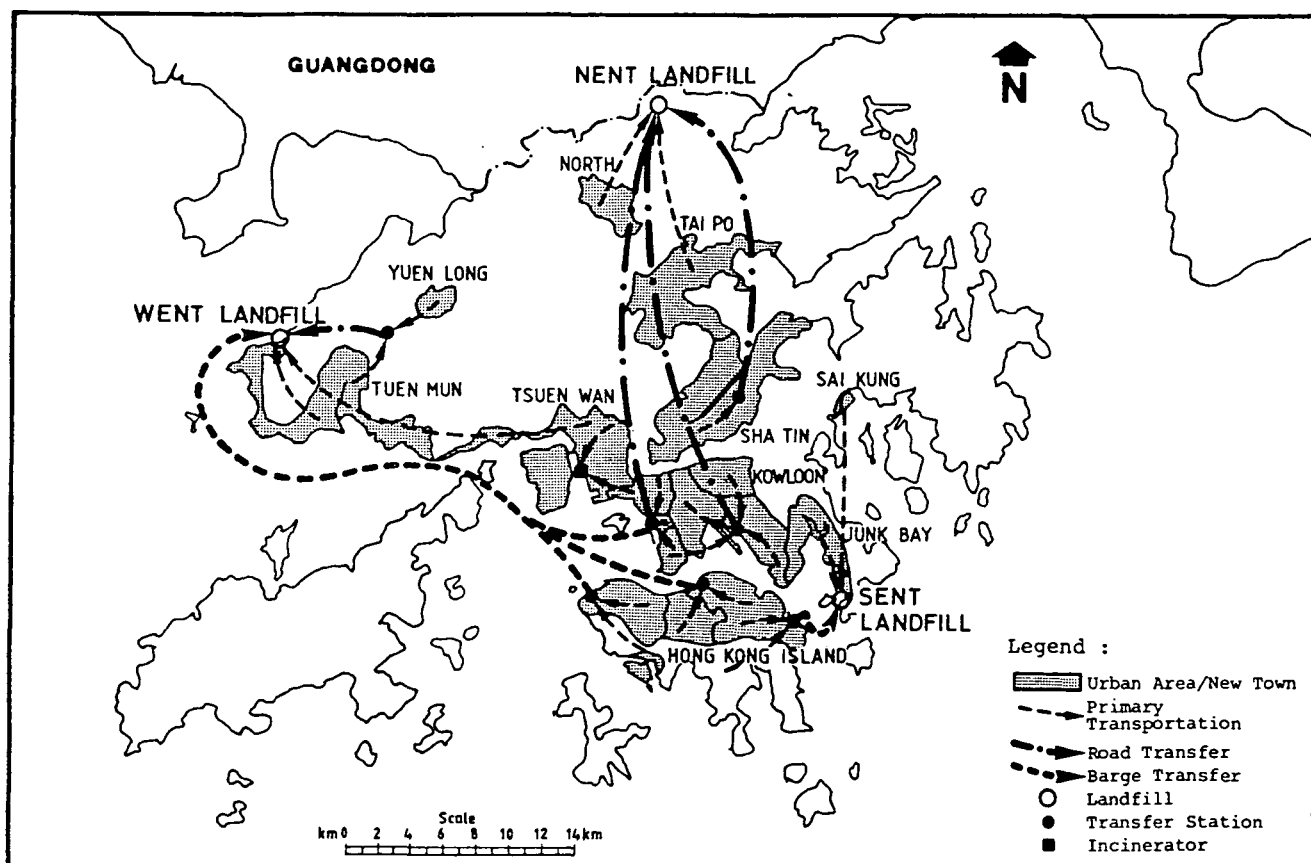 GUANGDONG
NENT LANDFILL
N
NORTH
TAI PO
YUEN LONG
WENT LANDFILL
TUEN MUN
TSUEN WAN
SAI KUNG
SHA TIN
KOWLOON
JUNK BAY
SENT
LANDFILL
HONG KONG ISLAND
Legend :
Urban Area/New Town
Primary
Transportation
Road Transfer
Barge Transfer
Landfill
Transfer Station
Incinerator
Scale
km 0 2 4 6 8 10 12 14 km